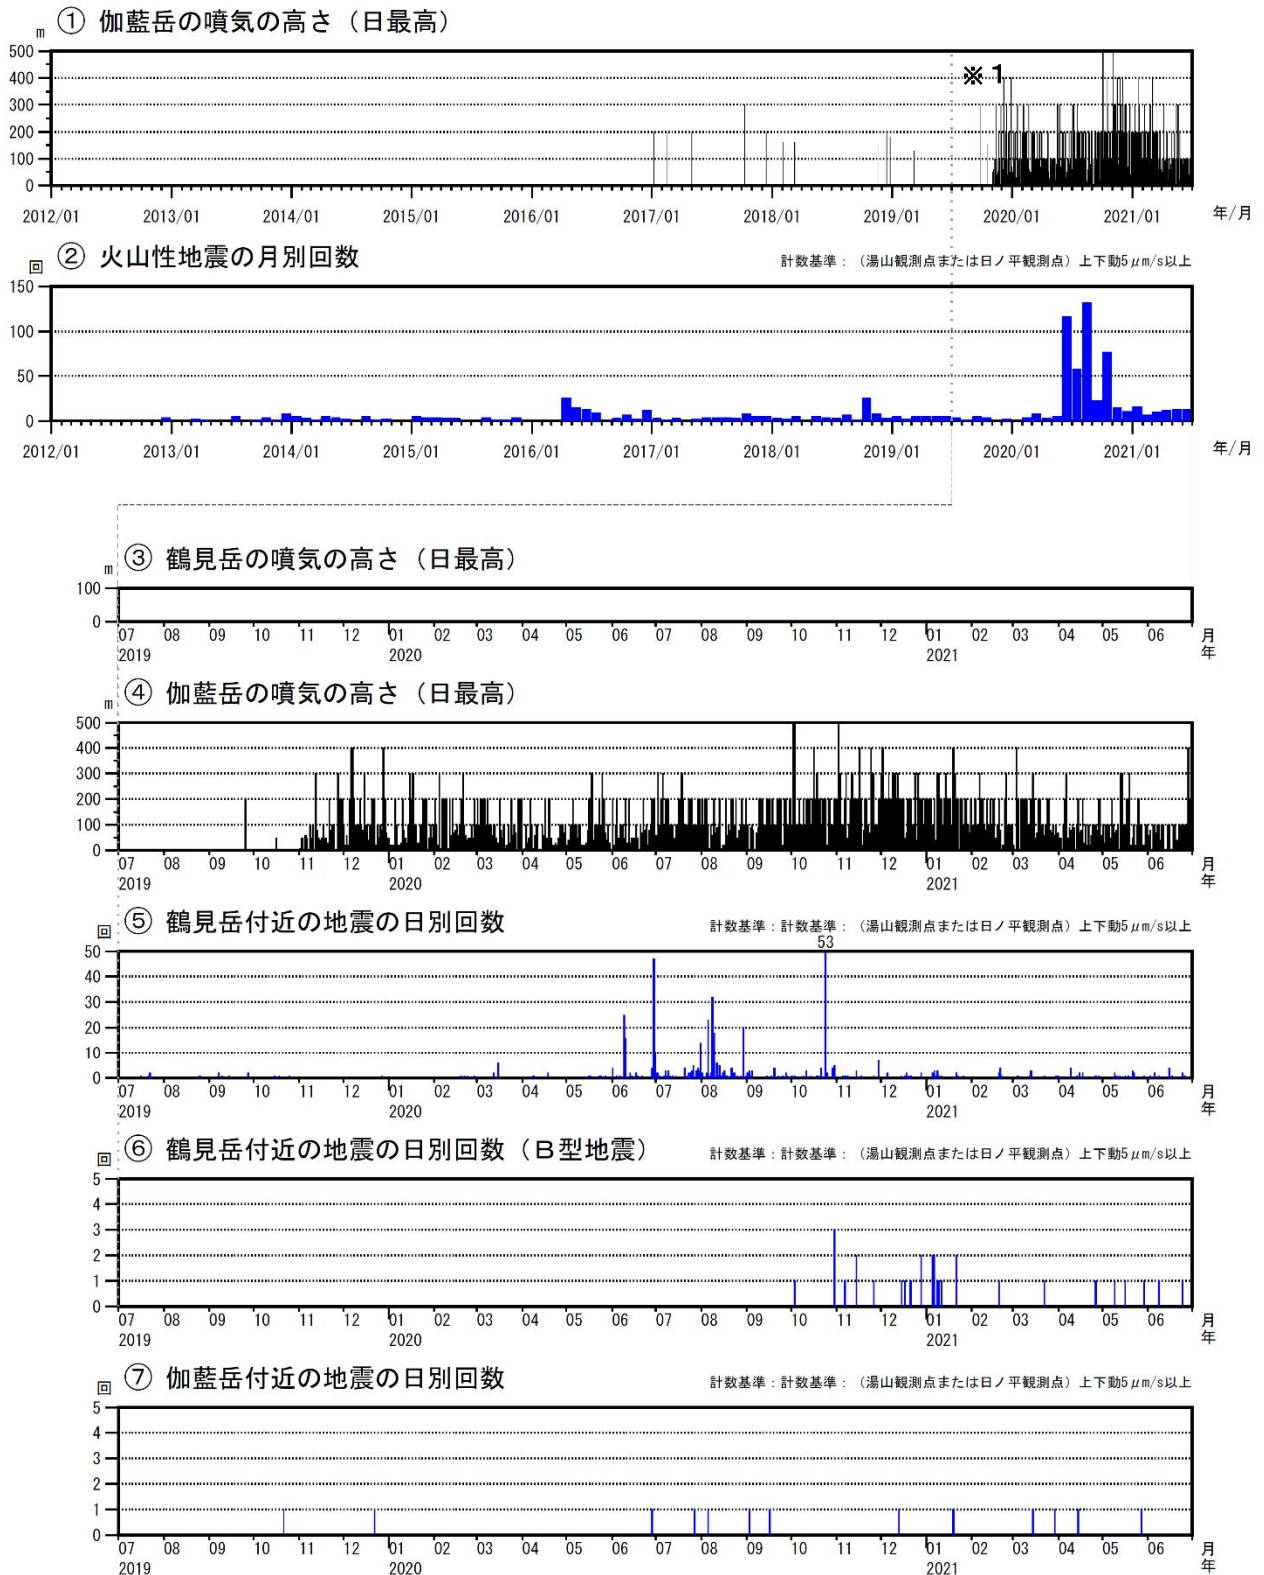 ① 伽藍岳の噴気の高さ（日最高）
m
500
400
300
200
100
0
※1
2012/01 2013/01 2014/01 2015/01 2016/01 2017/01 2018/01 2019/01 2020/01 2021/01 年/月
② 火山性地震の月別回数
計数基準：（湯山観測点または日ノ平観測点）上下動5μm/s以上
回
150
100
50
0
2012/01 2013/01 2014/01 2015/01 2016/01 2017/01 2018/01 2019/01 2020/01 2021/01 年/月
③ 鶴見岳の噴気の高さ（日最高）
m
100
0
07 08 09 10 11 12 01 02 03 04 05 06 07 08 09 10 11 12 01 02 03 04 05 06 月
2019 2020 2021 年
④ 伽藍岳の噴気の高さ（日最高）
m
500
400
300
200
100
0
07 08 09 10 11 12 01 02 03 04 05 06 07 08 09 10 11 12 01 02 03 04 05 06 月
2019 2020 2021 年
⑤ 鶴見岳付近の地震の日別回数
計数基準：計数基準：（湯山観測点または日ノ平観測点）上下動5μm/s以上
回
53
50
40
30
20
10
0
07 08 09 10 11 12 01 02 03 04 05 06 07 08 09 10 11 12 01 02 03 04 05 06 月
2019 2020 2021 年
⑥ 鶴見岳付近の地震の日別回数（Ｂ型地震）
計数基準：計数基準：（湯山観測点または日ノ平観測点）上下動5μm/s以上
回
5
4
3
2
1
0
07 08 09 10 11 12 01 02 03 04 05 06 07 08 09 10 11 12 01 02 03 04 05 06 月
2019 2020 2021 年
⑦ 伽藍岳付近の地震の日別回数
計数基準：計数基準：（湯山観測点または日ノ平観測点）上下動5μm/s以上
回
5
4
3
2
1
0
07 08 09 10 11 12 01 02 03 04 05 06 07 08 09 10 11 12 01 02 03 04 05 06 月
2019 2020 2021 年